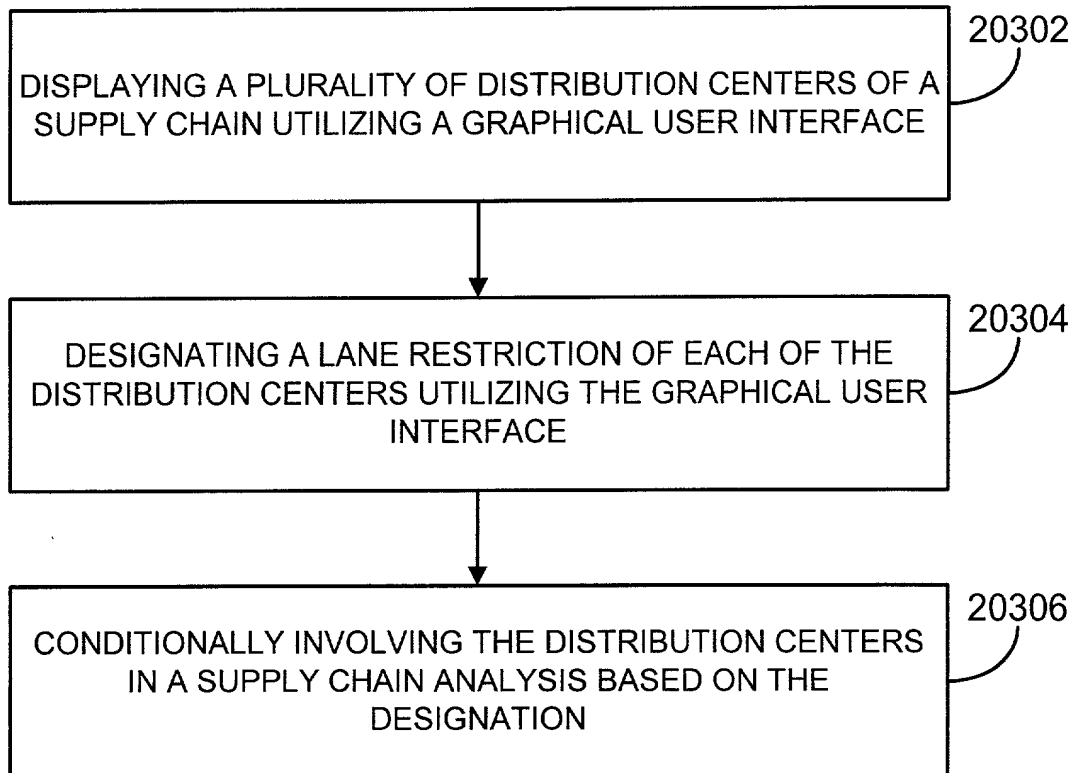 20302
DISPLAYING A PLURALITY OF DISTRIBUTION CENTERS OF A
SUPPLY CHAIN UTILIZING A GRAPHICAL USER INTERFACE
20304
DESIGNATING A LANE RESTRICTION OF EACH OF THE
DISTRIBUTION CENTERS UTILIZING THE GRAPHICAL USER
INTERFACE
20306
CONDITIONALLY INVOLVING THE DISTRIBUTION CENTERS
IN A SUPPLY CHAIN ANALYSIS BASED ON THE
DESIGNATION